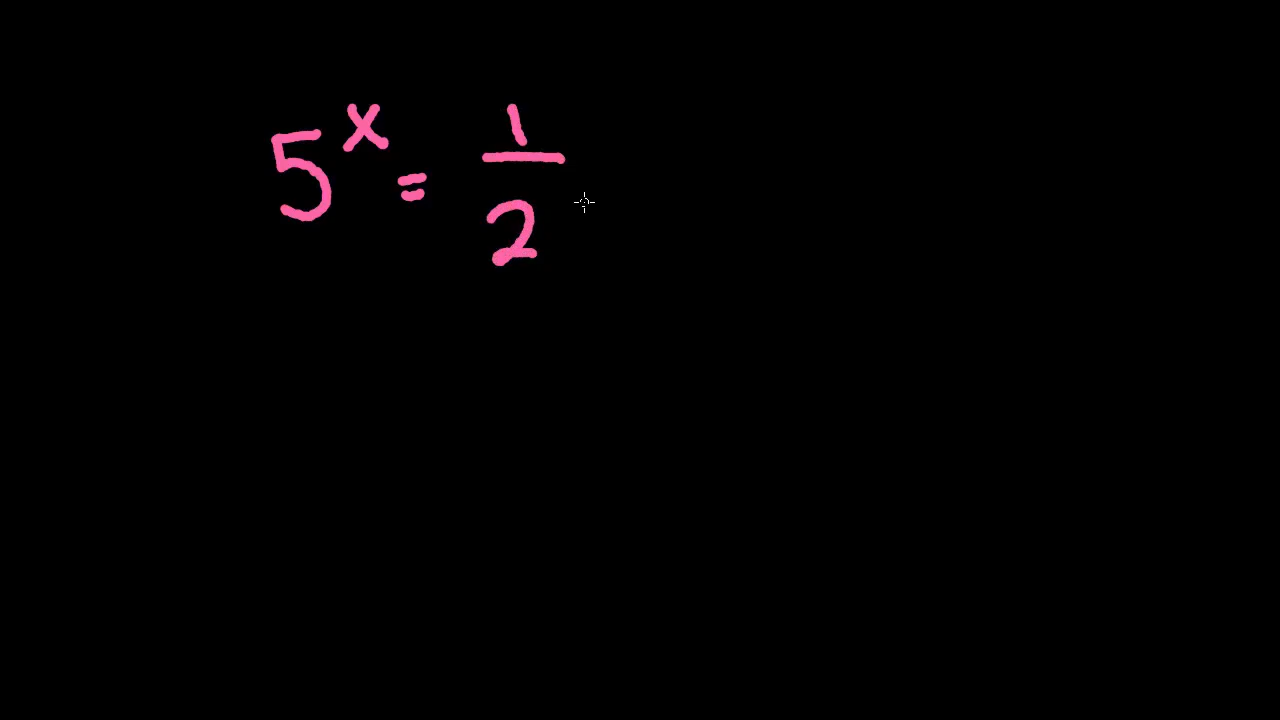 5^x = 1/2